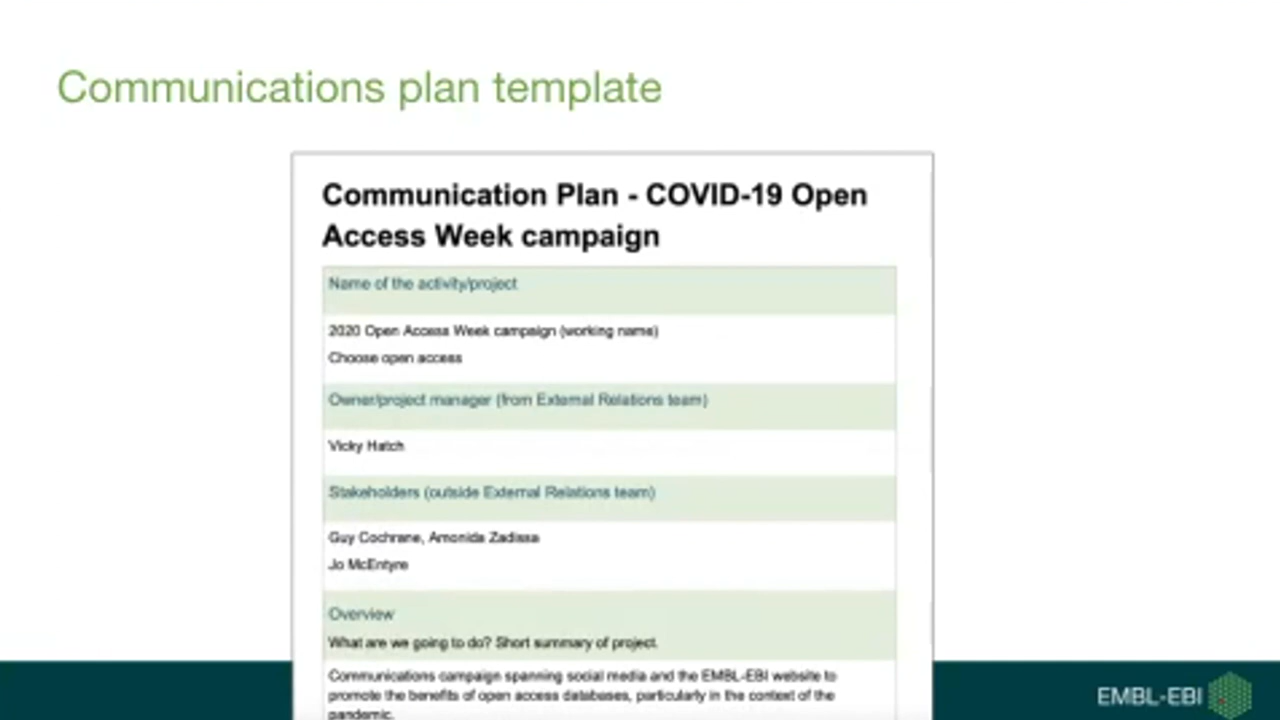 Communications plan template
Communication Plan - COVID-19 Open
Access Week campaign
Name of the activity/project
2020 Open Access Week campaign (working name)
Choose open access
Owner/project manager (from External Relations team)
Vicky Hatch
Stakeholders (outside External Relations team)
Guy Cochrane, Amonida Zadissa
Jo McEntyre
Overview
What are we going to do? Short summary of project.
Communications campaign spanning social media and the EMBL-EBI website to
promote the benefits of open access databases, particularly in the context of the
pandemic.
EMBL-EBI